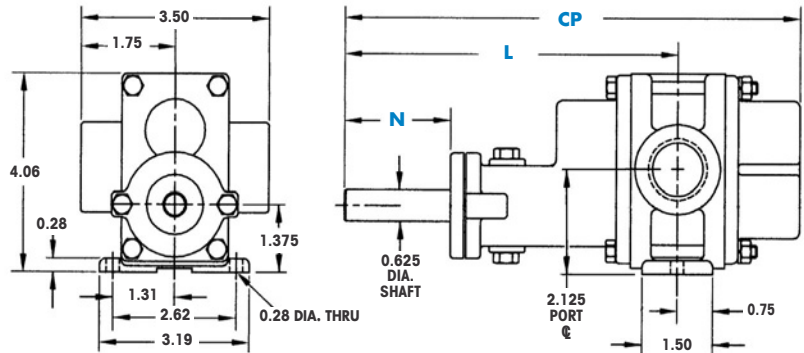 3.50
CP
1.75
L
N
4.06
0.28
1.375
0.625
DIA.
SHAFT
2.125
PORT
℄
1.31
0.28 DIA. THRU
0.75
2.62
3.19
1.50